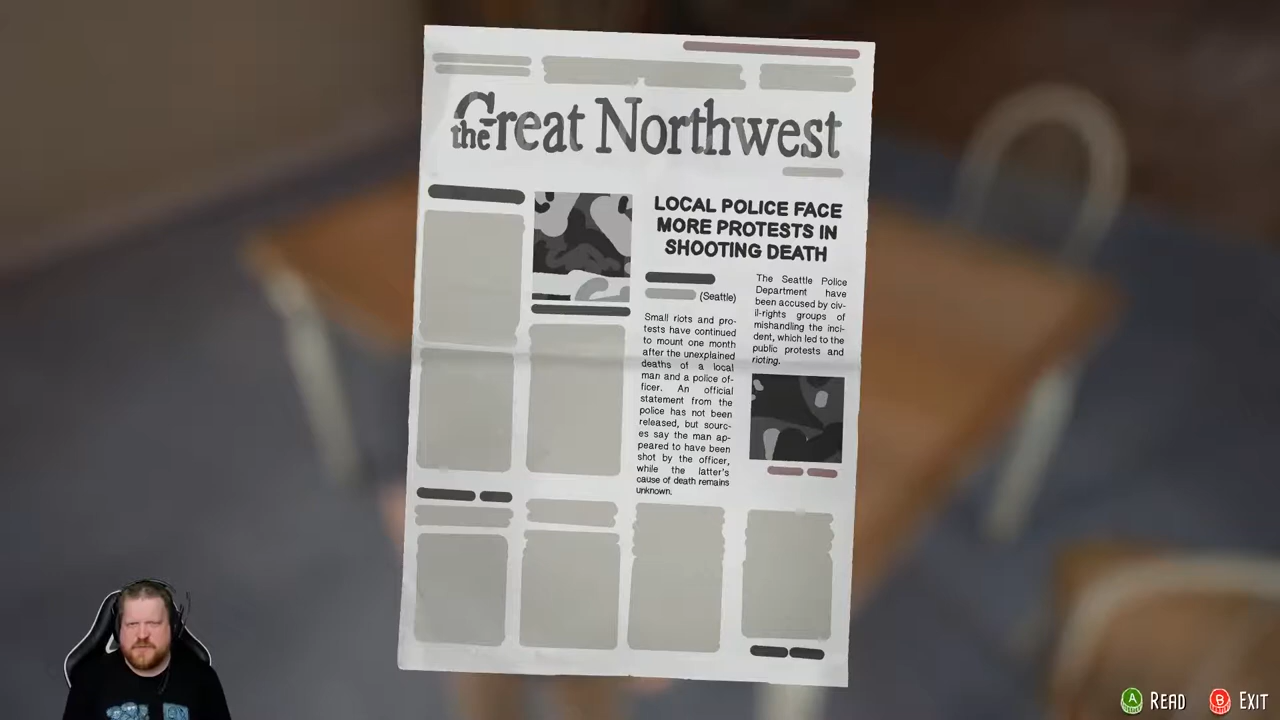 the Great Northwest
LOCAL POLICE FACE
MORE PROTESTS IN
SHOOTING DEATH
(Seattle)
Small riots and pro-
tests have continued
to mount one month
after the unexplained
deaths of a local
man and a police of-
ficer. An official
statement from the
police has not been
released, but sourc-
es say the man ap-
peared to have been
shot by the officer,
while the latter's
cause of death remains
unknown.
The Seattle Police
Department have
been accused by civ-
il-rights groups of
mishandling the inci-
dent, which led to the
public protests and
rioting.
A READ B EXIT